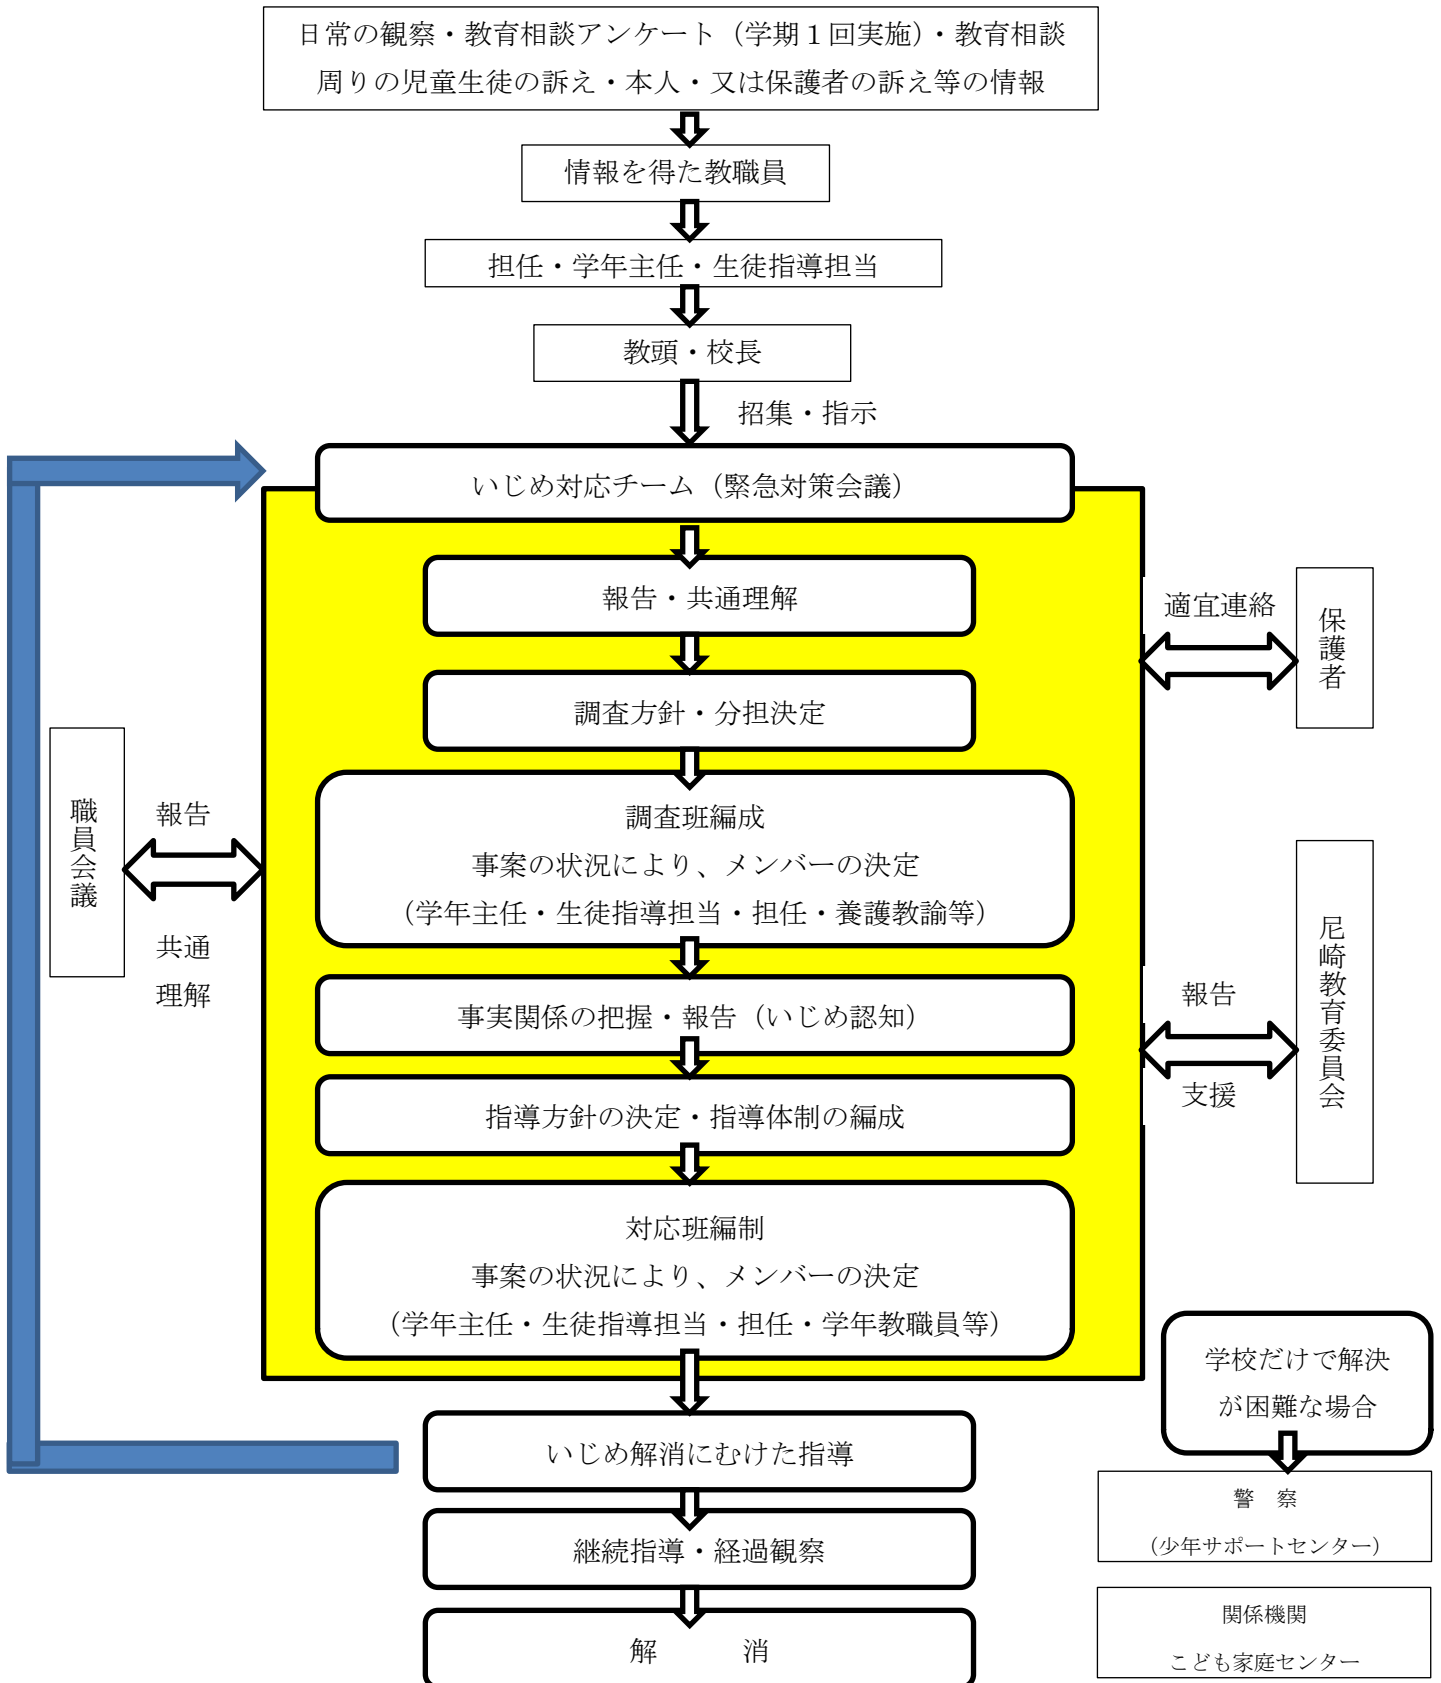 日常の観察・教育相談アンケート（学期１回実施）・教育相談
周りの児童生徒の訴え・本人・又は保護者の訴え等の情報
情報を得た教職員
担任・学年主任・生徒指導担当
教頭・校長
招集・指示
いじめ対応チーム（緊急対策会議）
報告・共通理解
適宜連絡
保護者
調査方針・分担決定
職員会議
報告
共通
理解
調査班編成
事案の状況により、メンバーの決定
（学年主任・生徒指導担当・担任・養護教諭等）
事実関係の把握・報告（いじめ認知）
報告
支援
尼崎教育委員会
指導方針の決定・指導体制の編成
対応班編制
事案の状況により、メンバーの決定
（学年主任・生徒指導担当・担任・学年教職員等）
いじめ解消にむけた指導
継続指導・経過観察
解　消
学校だけで解決
が困難な場合
警　察
（少年サポートセンター）
関係機関
こども家庭センター